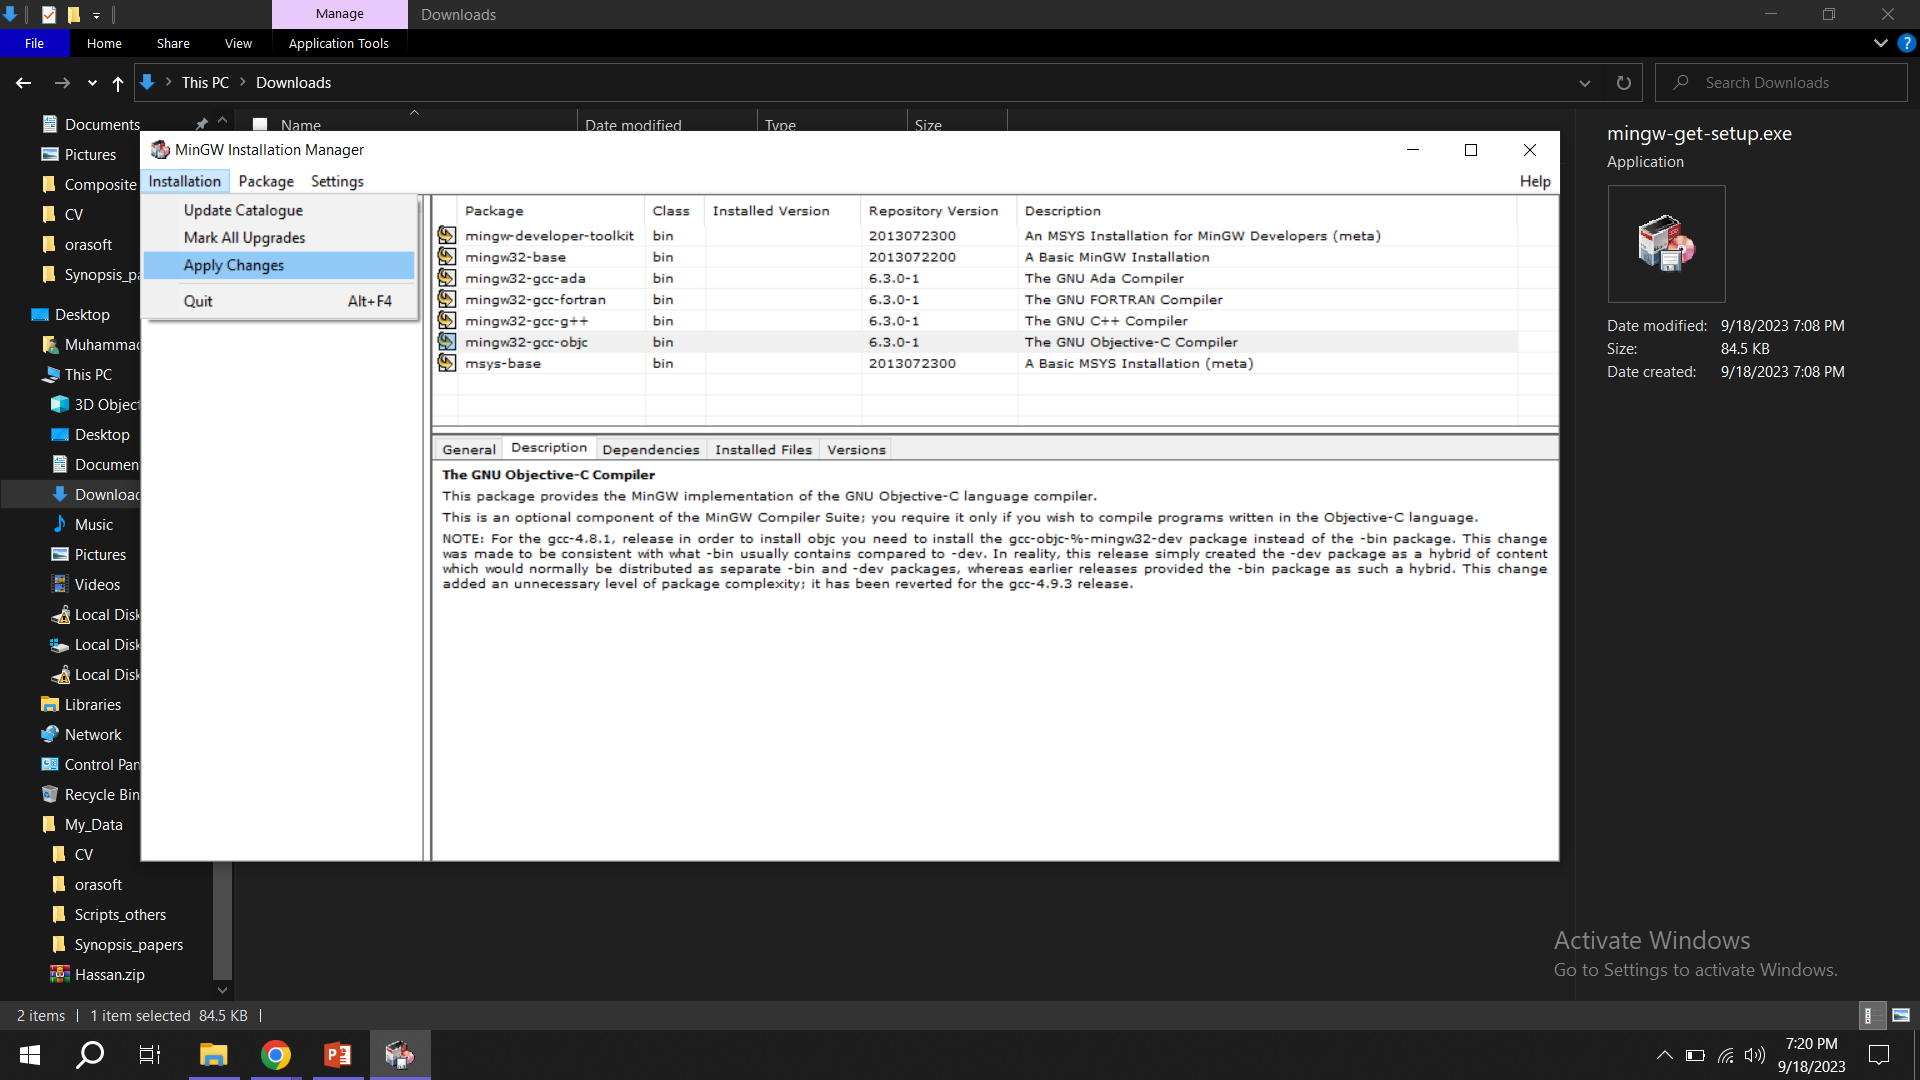 Manage
Downloads
File
Home
Share
View
Application Tools
This PC
Downloads
Search Downloads
Documents
Pictures
Composite
CV
orasoft
Synopsis_pa
Desktop
Muhammad
This PC
3D Object
Desktop
Documen
Download
Music
Pictures
Videos
Local Disk
Local Disk
Local Disk
Libraries
Network
Control Pan
Recycle Bin
My_Data
CV
orasoft
Scripts_others
Synopsis_papers
Hassan.zip
Name
Date modified
Type
Size
MinGW Installation Manager
Installation Package Settings Help
Update Catalogue
Mark All Upgrades
Apply Changes
Quit Alt+F4
Package Class Installed Version Repository Version Description
mingw-developer-toolkit bin 2013072300 An MSYS Installation for MinGW Developers (meta)
mingw32-base bin 2013072200 A Basic MinGW Installation
mingw32-gcc-ada bin 6.3.0-1 The GNU Ada Compiler
mingw32-gcc-fortran bin 6.3.0-1 The GNU FORTRAN Compiler
mingw32-gcc-g++ bin 6.3.0-1 The GNU C++ Compiler
mingw32-gcc-objc bin 6.3.0-1 The GNU Objective-C Compiler
msys-base bin 2013072300 A Basic MSYS Installation (meta)
General Description Dependencies Installed Files Versions
The GNU Objective-C Compiler
This package provides the MinGW implementation of the GNU Objective-C language compiler.
This is an optional component of the MinGW Compiler Suite; you require it only if you wish to compile programs written in the Objective-C language.
NOTE: For the gcc-4.8.1, release in order to install objc you need to install the gcc-objc-%-mingw32-dev package instead of the -bin package. This change
was made to be consistent with what -bin usually contains compared to -dev. In reality, this release simply created the -dev package as a hybrid of content
which would normally be distributed as separate -bin and -dev packages, whereas earlier releases provided the -bin package as such a hybrid. This change
added an unnecessary level of package complexity; it has been reverted for the gcc-4.9.3 release.
mingw-get-setup.exe
Application
Date modified: 9/18/2023 7:08 PM
Size: 84.5 KB
Date created: 9/18/2023 7:08 PM
Activate Windows
Go to Settings to activate Windows.
2 items 1 item selected 84.5 KB
7:20 PM
9/18/2023